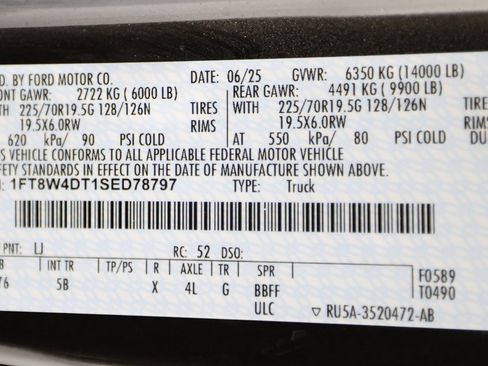 D. BY FORD MOTOR CO. DATE: 06/25 GVWR: 6350 KG (14000 LB)
ONT GAWR: 2722 KG ( 6000 LB) REAR GAWR: 4491 KG ( 9900 LB)
WITH 225/70R19.5G 128/126N TIRES WITH 225/70R19.5G 128/126N TIRES
19.5X6.0RW RIMS 19.5X6.0RW RIMS
620 kPa/ 90 PSI COLD AT 550 kPa/ 80 PSI COLD
S VEHICLE CONFORMS TO ALL APPLICABLE FEDERAL MOTOR VEHICLE
FETY STANDARDS IN EFFECT ON THE DATE OF MANUFACTURE SHOWN ABOVE.
: 1FT8W4DT1SED78797 TYPE: Truck
PNT: UJ RC: 52 DSO:
B INT TR TP/PS R AXLE TR SPR F0589
76 5B X 4L G BBFF T0490
ULC RU5A-3520472-AB